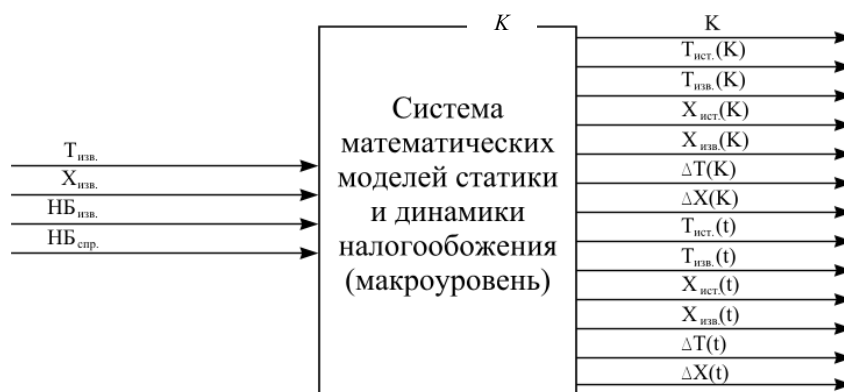 K
Система
математических
моделей статики
и динамики
налогообожения
(макроуровень)
Tизв.
Xизв.
НБизв.
НБспр.
K
Tист.(K)
Tизв.(K)
Xист.(K)
Xизв.(K)
ΔT(K)
ΔX(K)
Tист.(t)
Tизв.(t)
Xист.(t)
Xизв.(t)
ΔT(t)
ΔX(t)